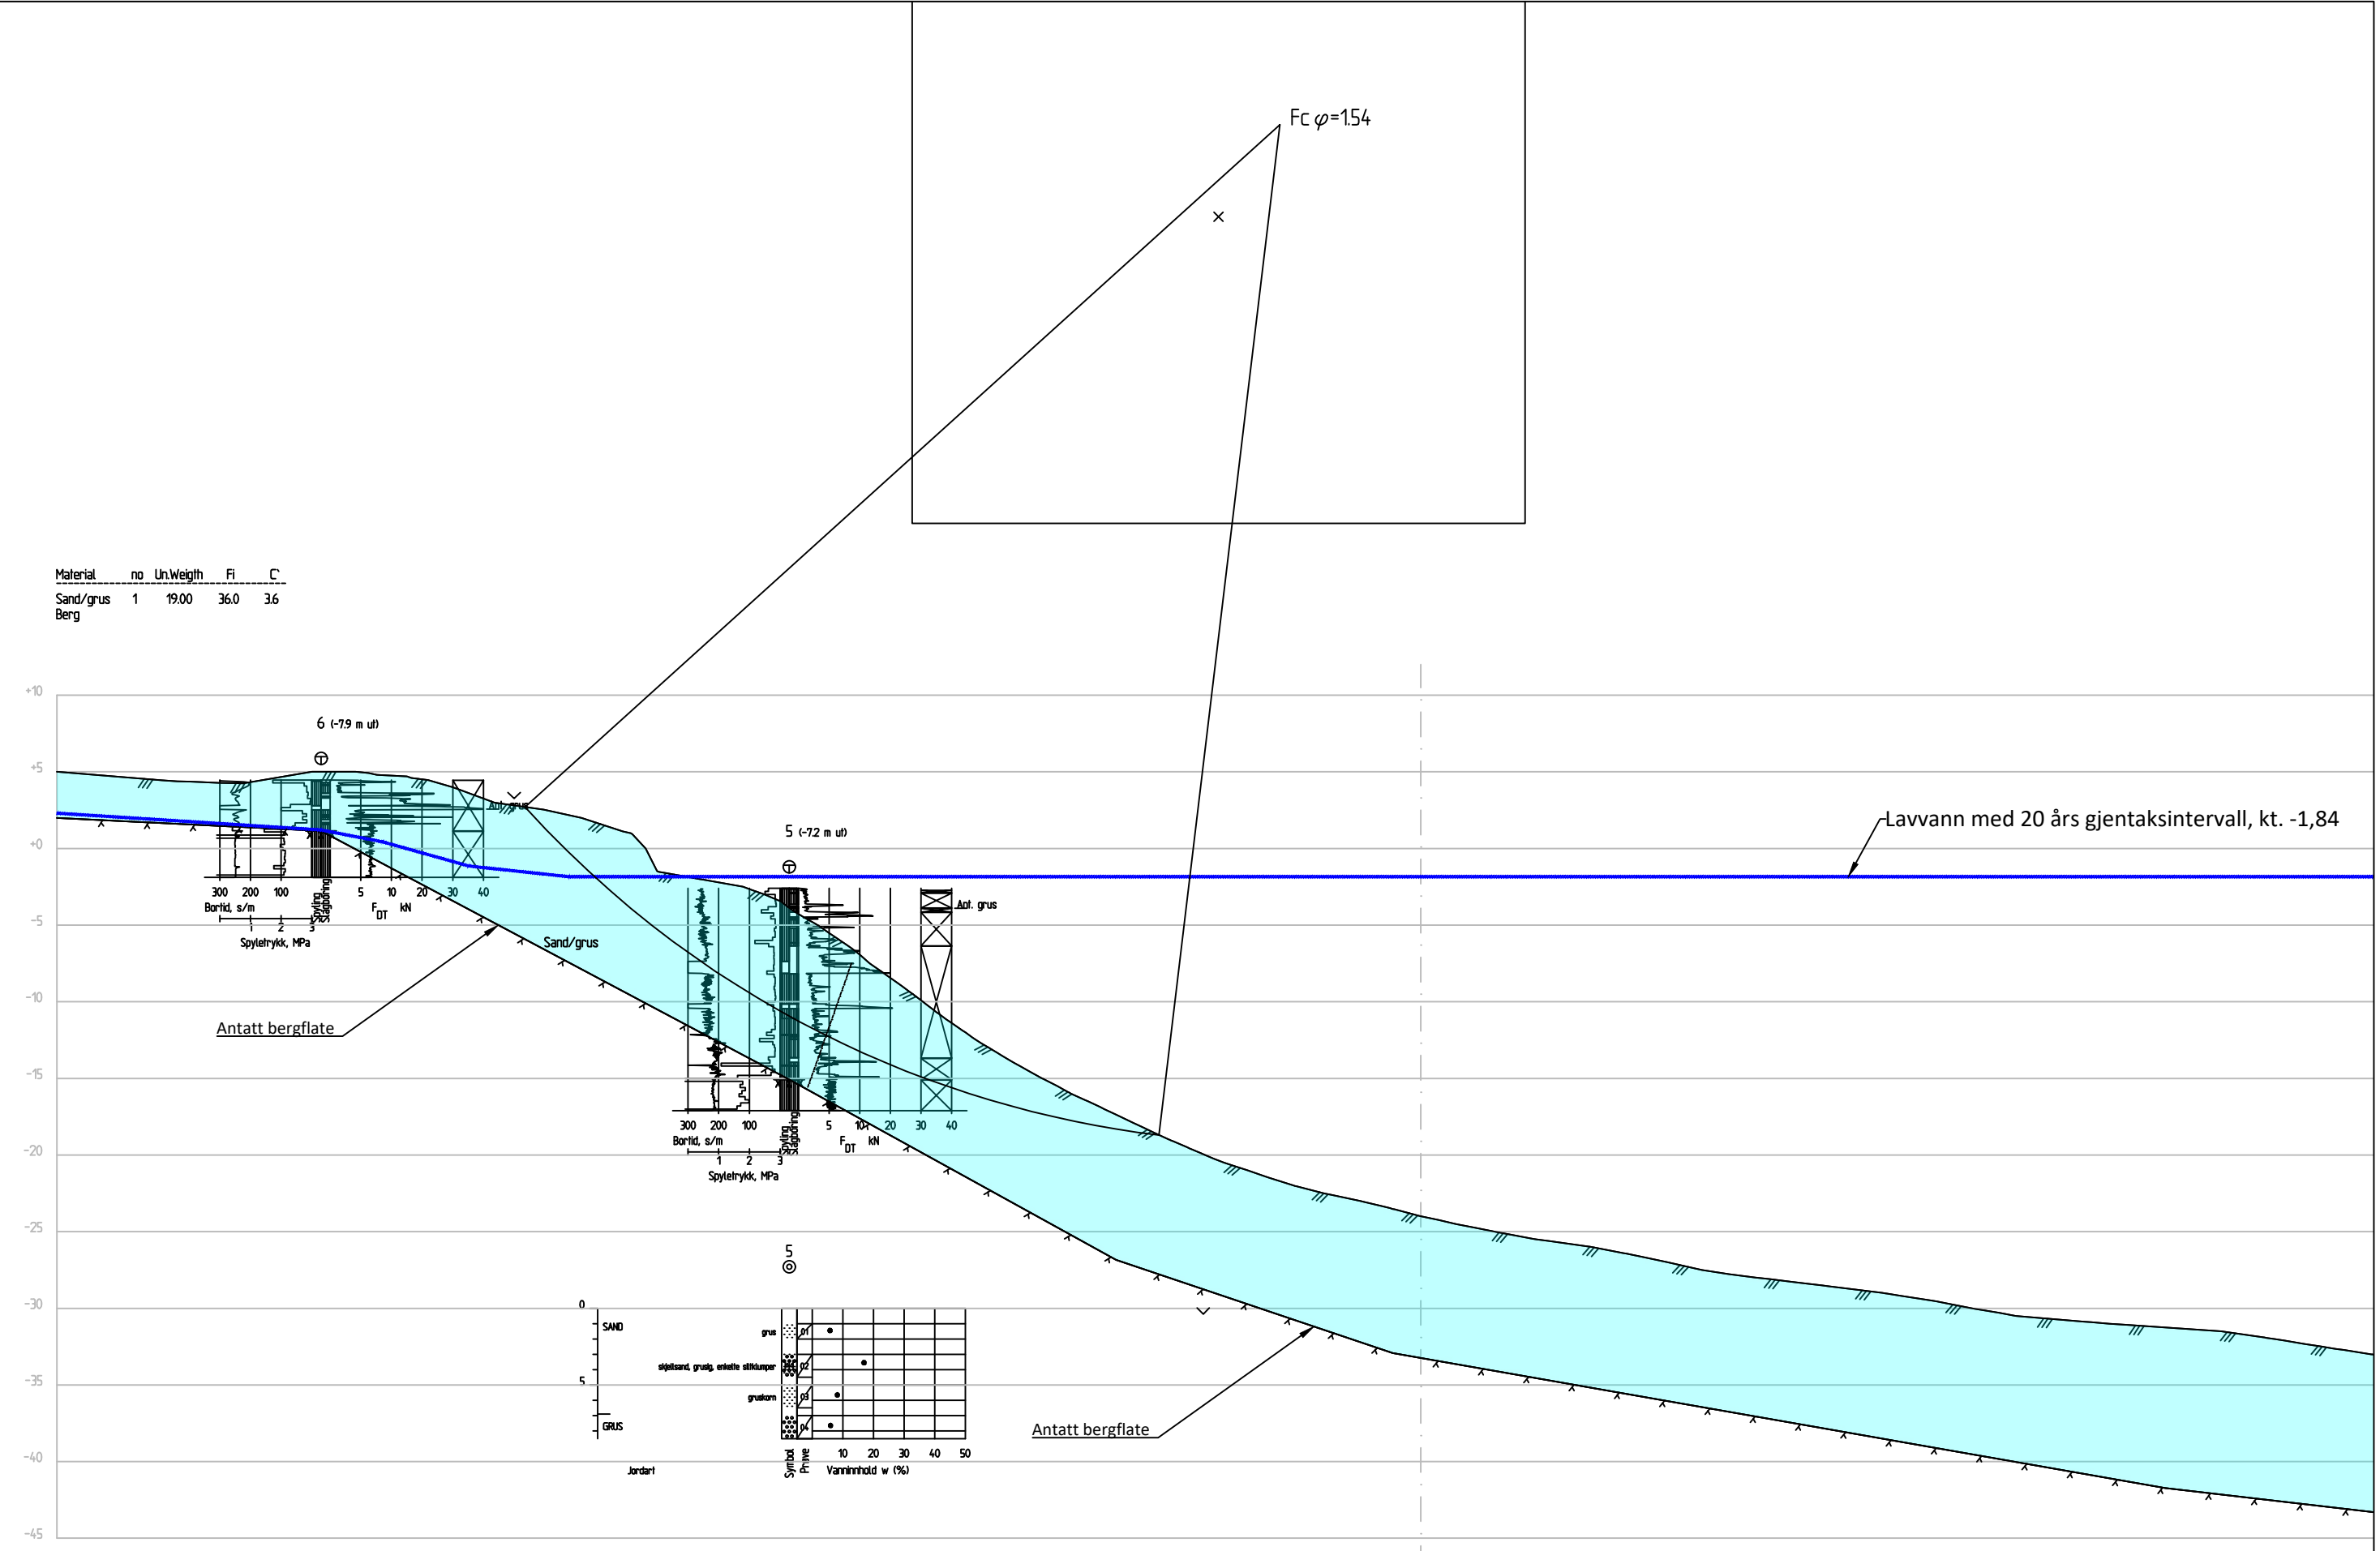 Fc φ=1.54
Material no Un.Weigth Fi C`
Sand/grus 1 19.00 36.0 3.6
Berg
+10
6 (-7.9 m ut)
+5
Ant. grus
5 (-7.2 m ut)
Lavvann med 20 års gjentaksintervall, kt. -1,84
+0
300 200 100 Spyling Slagboring 5 10 20 30 40
Bortid, s/m F DT kN
1 2 3
Spyletrykk, MPa
Ant. grus
-5
Sand/grus
-10
Antatt bergflate
-15
300 200 100 Spyling Slagboring 5 10 20 30 40
Bortid, s/m F DT kN
1 2 3
Spyletrykk, MPa
-20
-25
5
-30
0
SAND grus 01
skjellsand, grusig, enkelte siltklumper 02
-35
5
gruskorn 03
GRUS 04
Antatt bergflate
10 20 30 40 50
-40
Jordart Symbol Prøve Vanninnhold w (%)
-45